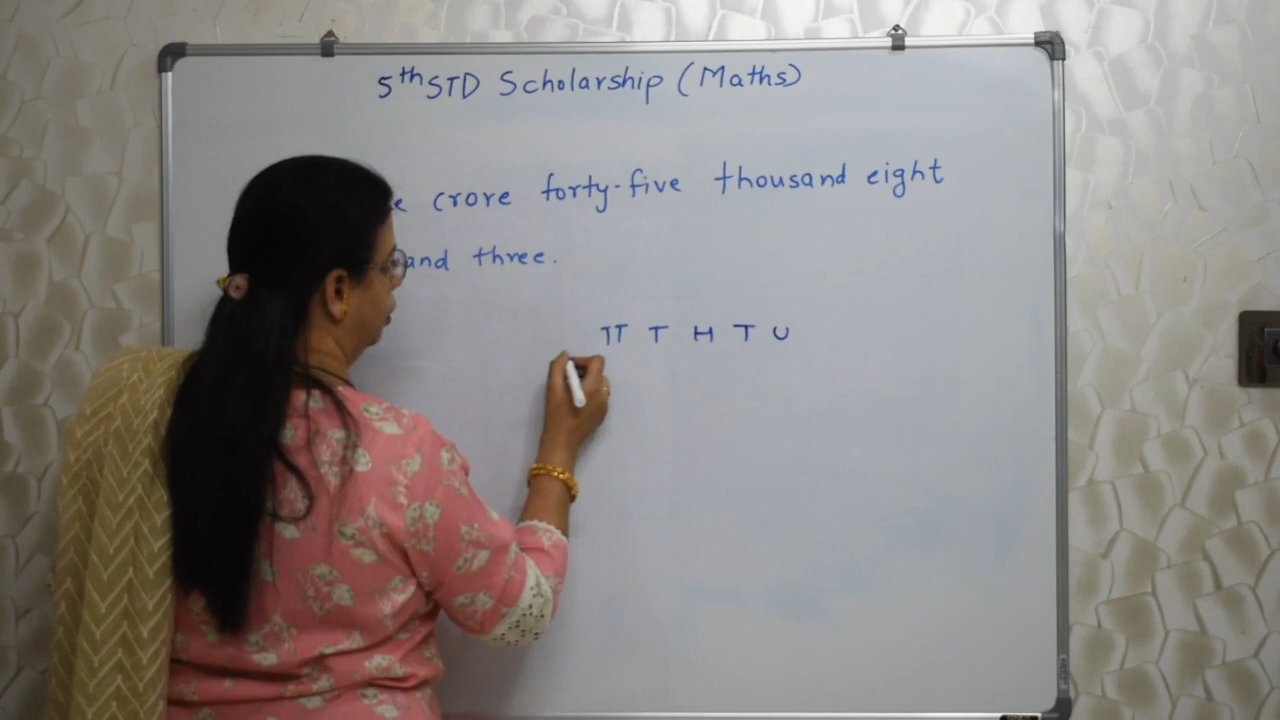 5th STD Scholarship (Maths)
crore forty-five thousand eight
and three.
TT T H T U